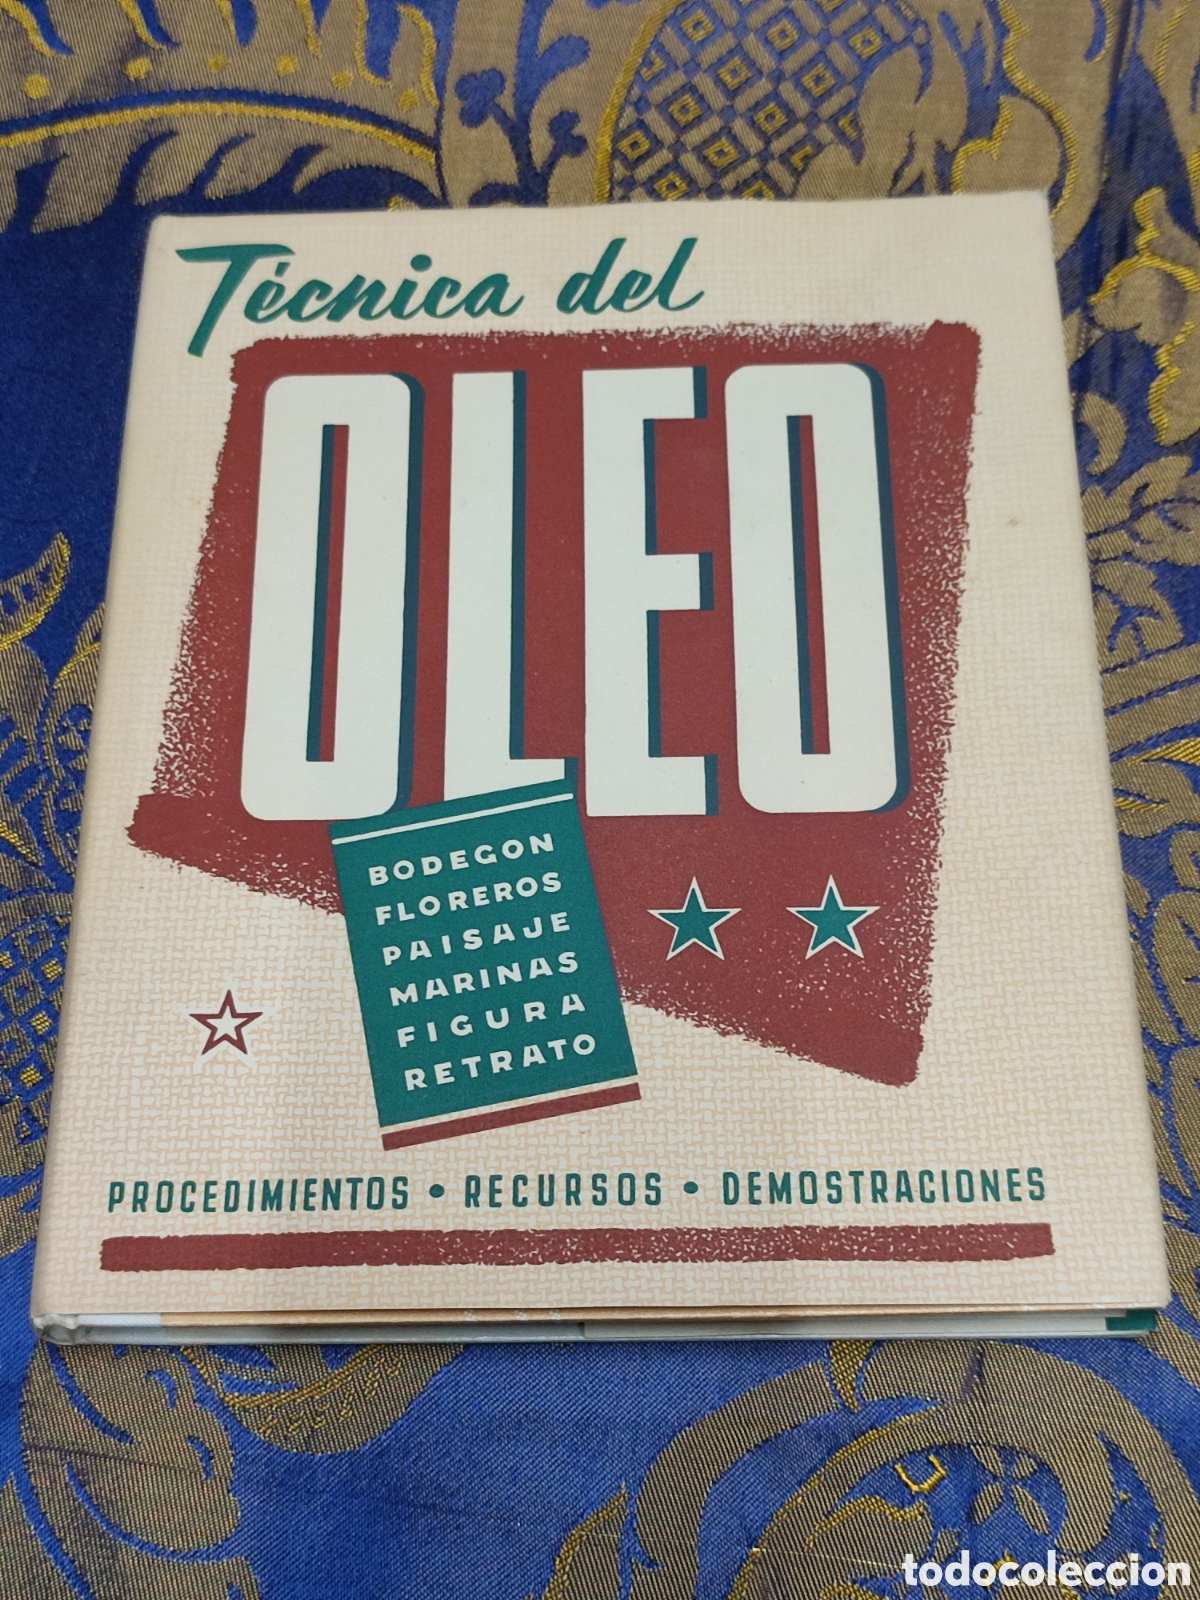 Técnica del
OLEO
BODEGON
FLOREROS
PAISAJE
MARINAS
FIGURA
RETRATO
PROCEDIMIENTOS • RECURSOS • DEMOSTRACIONES
todocoleccion